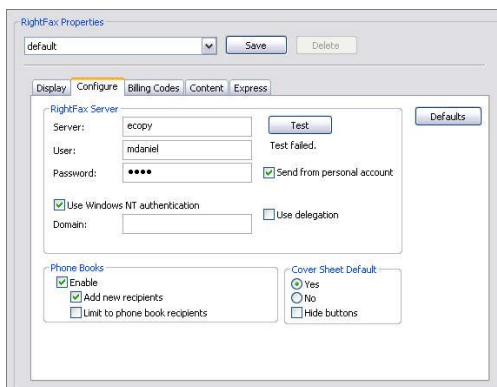 RightFax Properties
default
Save
Delete
Display
Configure
Billing Codes
Content
Express
RightFax Server
Server:
ecopy
Test
Defaults
User:
mdaniel
Test failed.
Password:
••••
Send from personal account
Use Windows NT authentication
Use delegation
Domain:
Phone Books
Enable
Add new recipients
Limit to phone book recipients
Cover Sheet Default
Yes
No
Hide buttons